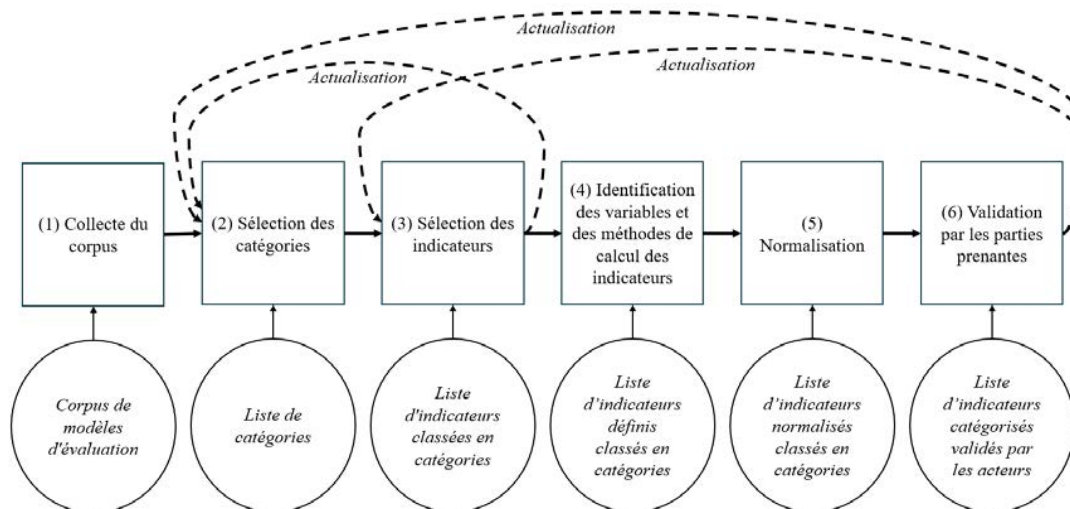 Actualisation
Actualisation
Actualisation
(1) Collecte du
corpus
(2) Sélection des
catégories
(3) Sélection des
indicateurs
(4) Identification
des variables et
des méthodes de
calcul des
indicateurs
(5)
Normalisation
(6) Validation
par les parties
prenantes
Corpus de
modèles
d'évaluation
Liste de
catégories
Liste
d'indicateurs
classées en
catégories
Liste
d’indicateurs
définis
classés en
catégories
Liste
d’indicateurs
normalisés
classés en
catégories
Liste
d’indicateurs
catégorisés
validés par
les acteurs